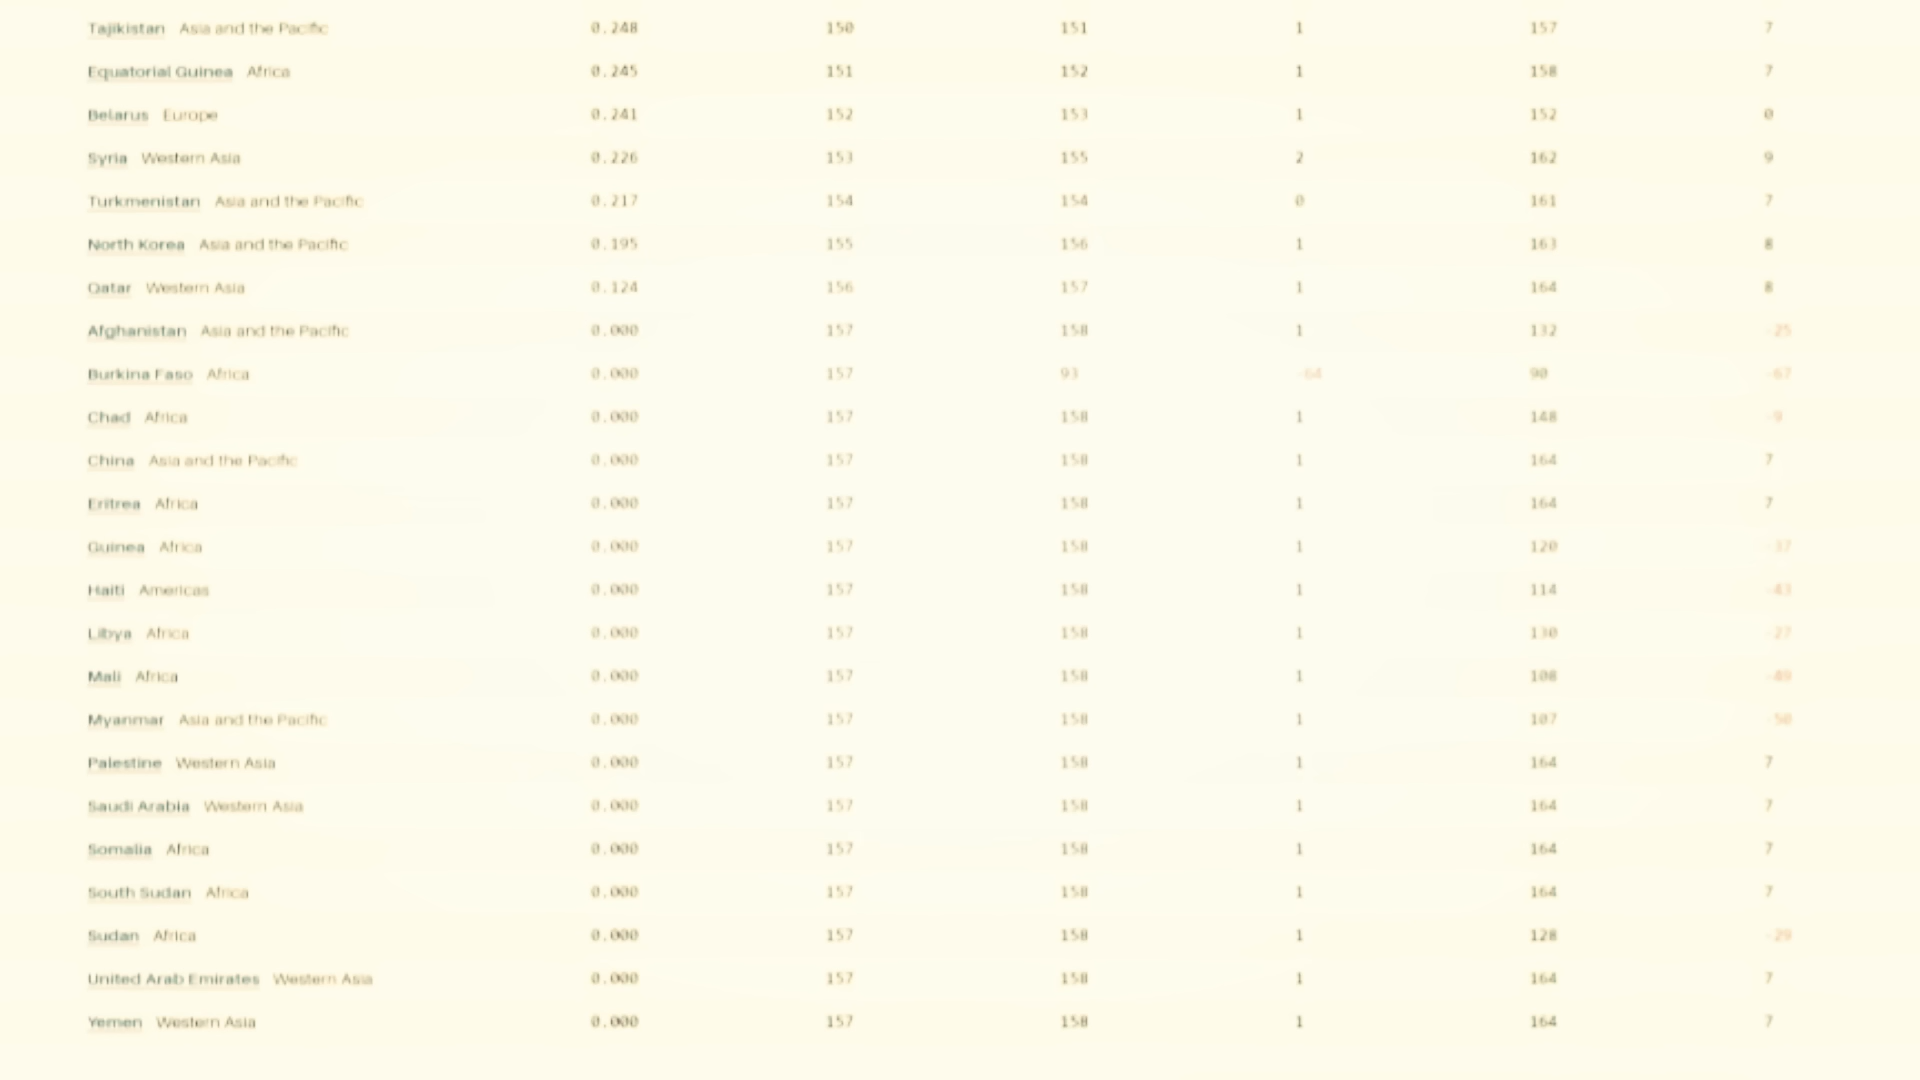 Tajikistan Asia and the Pacific 0.248 150 151 1 157 7
Equatorial Guinea Africa 0.245 151 152 1 158 7
Belarus Europe 0.241 152 153 1 152 0
Syria Western Asia 0.226 153 155 2 162 9
Turkmenistan Asia and the Pacific 0.217 154 154 0 161 7
North Korea Asia and the Pacific 0.195 155 156 1 163 8
Qatar Western Asia 0.124 156 157 1 164 8
Afghanistan Asia and the Pacific 0.000 157 158 1 132 -25
Burkina Faso Africa 0.000 157 93 -64 90 -67
Chad Africa 0.000 157 158 1 148 -9
China Asia and the Pacific 0.000 157 158 1 164 7
Eritrea Africa 0.000 157 158 1 164 7
Guinea Africa 0.000 157 158 1 120 -37
Haiti Americas 0.000 157 158 1 114 -43
Libya Africa 0.000 157 158 1 130 -27
Mali Africa 0.000 157 158 1 108 -49
Myanmar Asia and the Pacific 0.000 157 158 1 107 -50
Palestine Western Asia 0.000 157 158 1 164 7
Saudi Arabia Western Asia 0.000 157 158 1 164 7
Somalia Africa 0.000 157 158 1 164 7
South Sudan Africa 0.000 157 158 1 164 7
Sudan Africa 0.000 157 158 1 128 -29
United Arab Emirates Western Asia 0.000 157 158 1 164 7
Yemen Western Asia 0.000 157 158 1 164 7